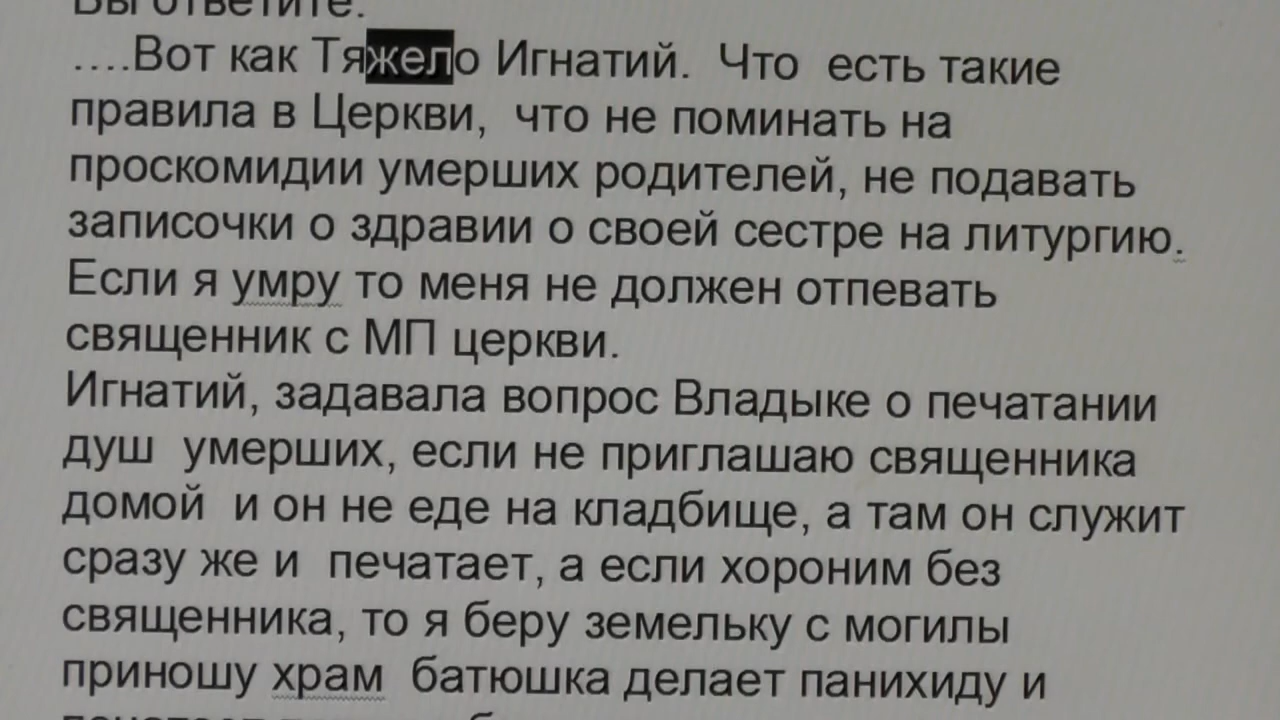 Вы ответите.
….Вот как Тяжело Игнатий.  Что  есть такие
правила в Церкви,  что не поминать на
проскомидии умерших родителей, не подавать
записочки о здравии о своей сестре на литургию.
Если я умру то меня не должен отпевать
священник с МП церкви.
Игнатий, задавала вопрос Владыке о печатании
душ  умерших, если не приглашаю священника
домой  и он не еде на кладбище, а там он служит
сразу же и  печатает, а если хороним без
священника, то я беру земельку с могилы
приношу храм  батюшка делает панихиду и